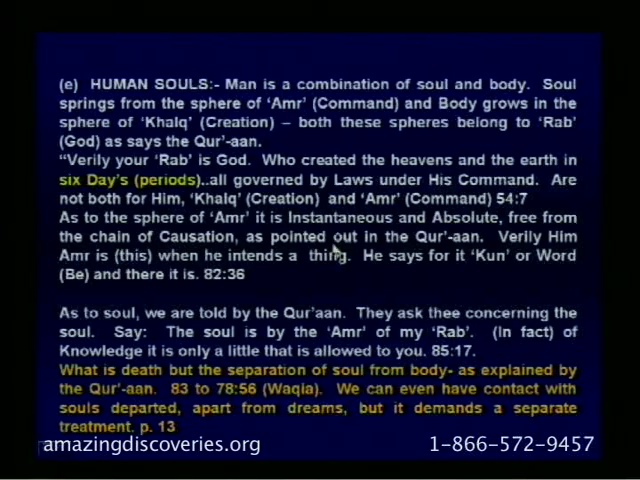 (e) HUMAN SOULS:- Man is a combination of soul and body. Soul
springs from the sphere of 'Amr' (Command) and Body grows in the
sphere of 'Khalq' (Creation) – both these spheres belong to 'Rab'
(God) as says the Qur'-aan.
"Verily your 'Rab' is God. Who created the heavens and the earth in
six Day's (periods)..all governed by Laws under His Command. Are
not both for Him, 'Khalq' (Creation) and 'Amr' (Command) 54:7
As to the sphere of 'Amr' it is Instantaneous and Absolute, free from
the chain of Causation, as pointed out in the Qur'-aan. Verily Him
Amr is (this) when he intends a thing. He says for it 'Kun' or Word
(Be) and there it is. 82:36
As to soul, we are told by the Qur'aan. They ask thee concerning the
soul. Say: The soul is by the 'Amr' of my 'Rab'. (In fact) of
Knowledge it is only a little that is allowed to you. 85:17.
What is death but the separation of soul from body- as explained by
the Qur'-aan. 83 to 78:56 (Waqia). We can even have contact with
souls departed, apart from dreams, but it demands a separate
treatment. p. 13
amazingdiscoveries.org 1-866-572-9457